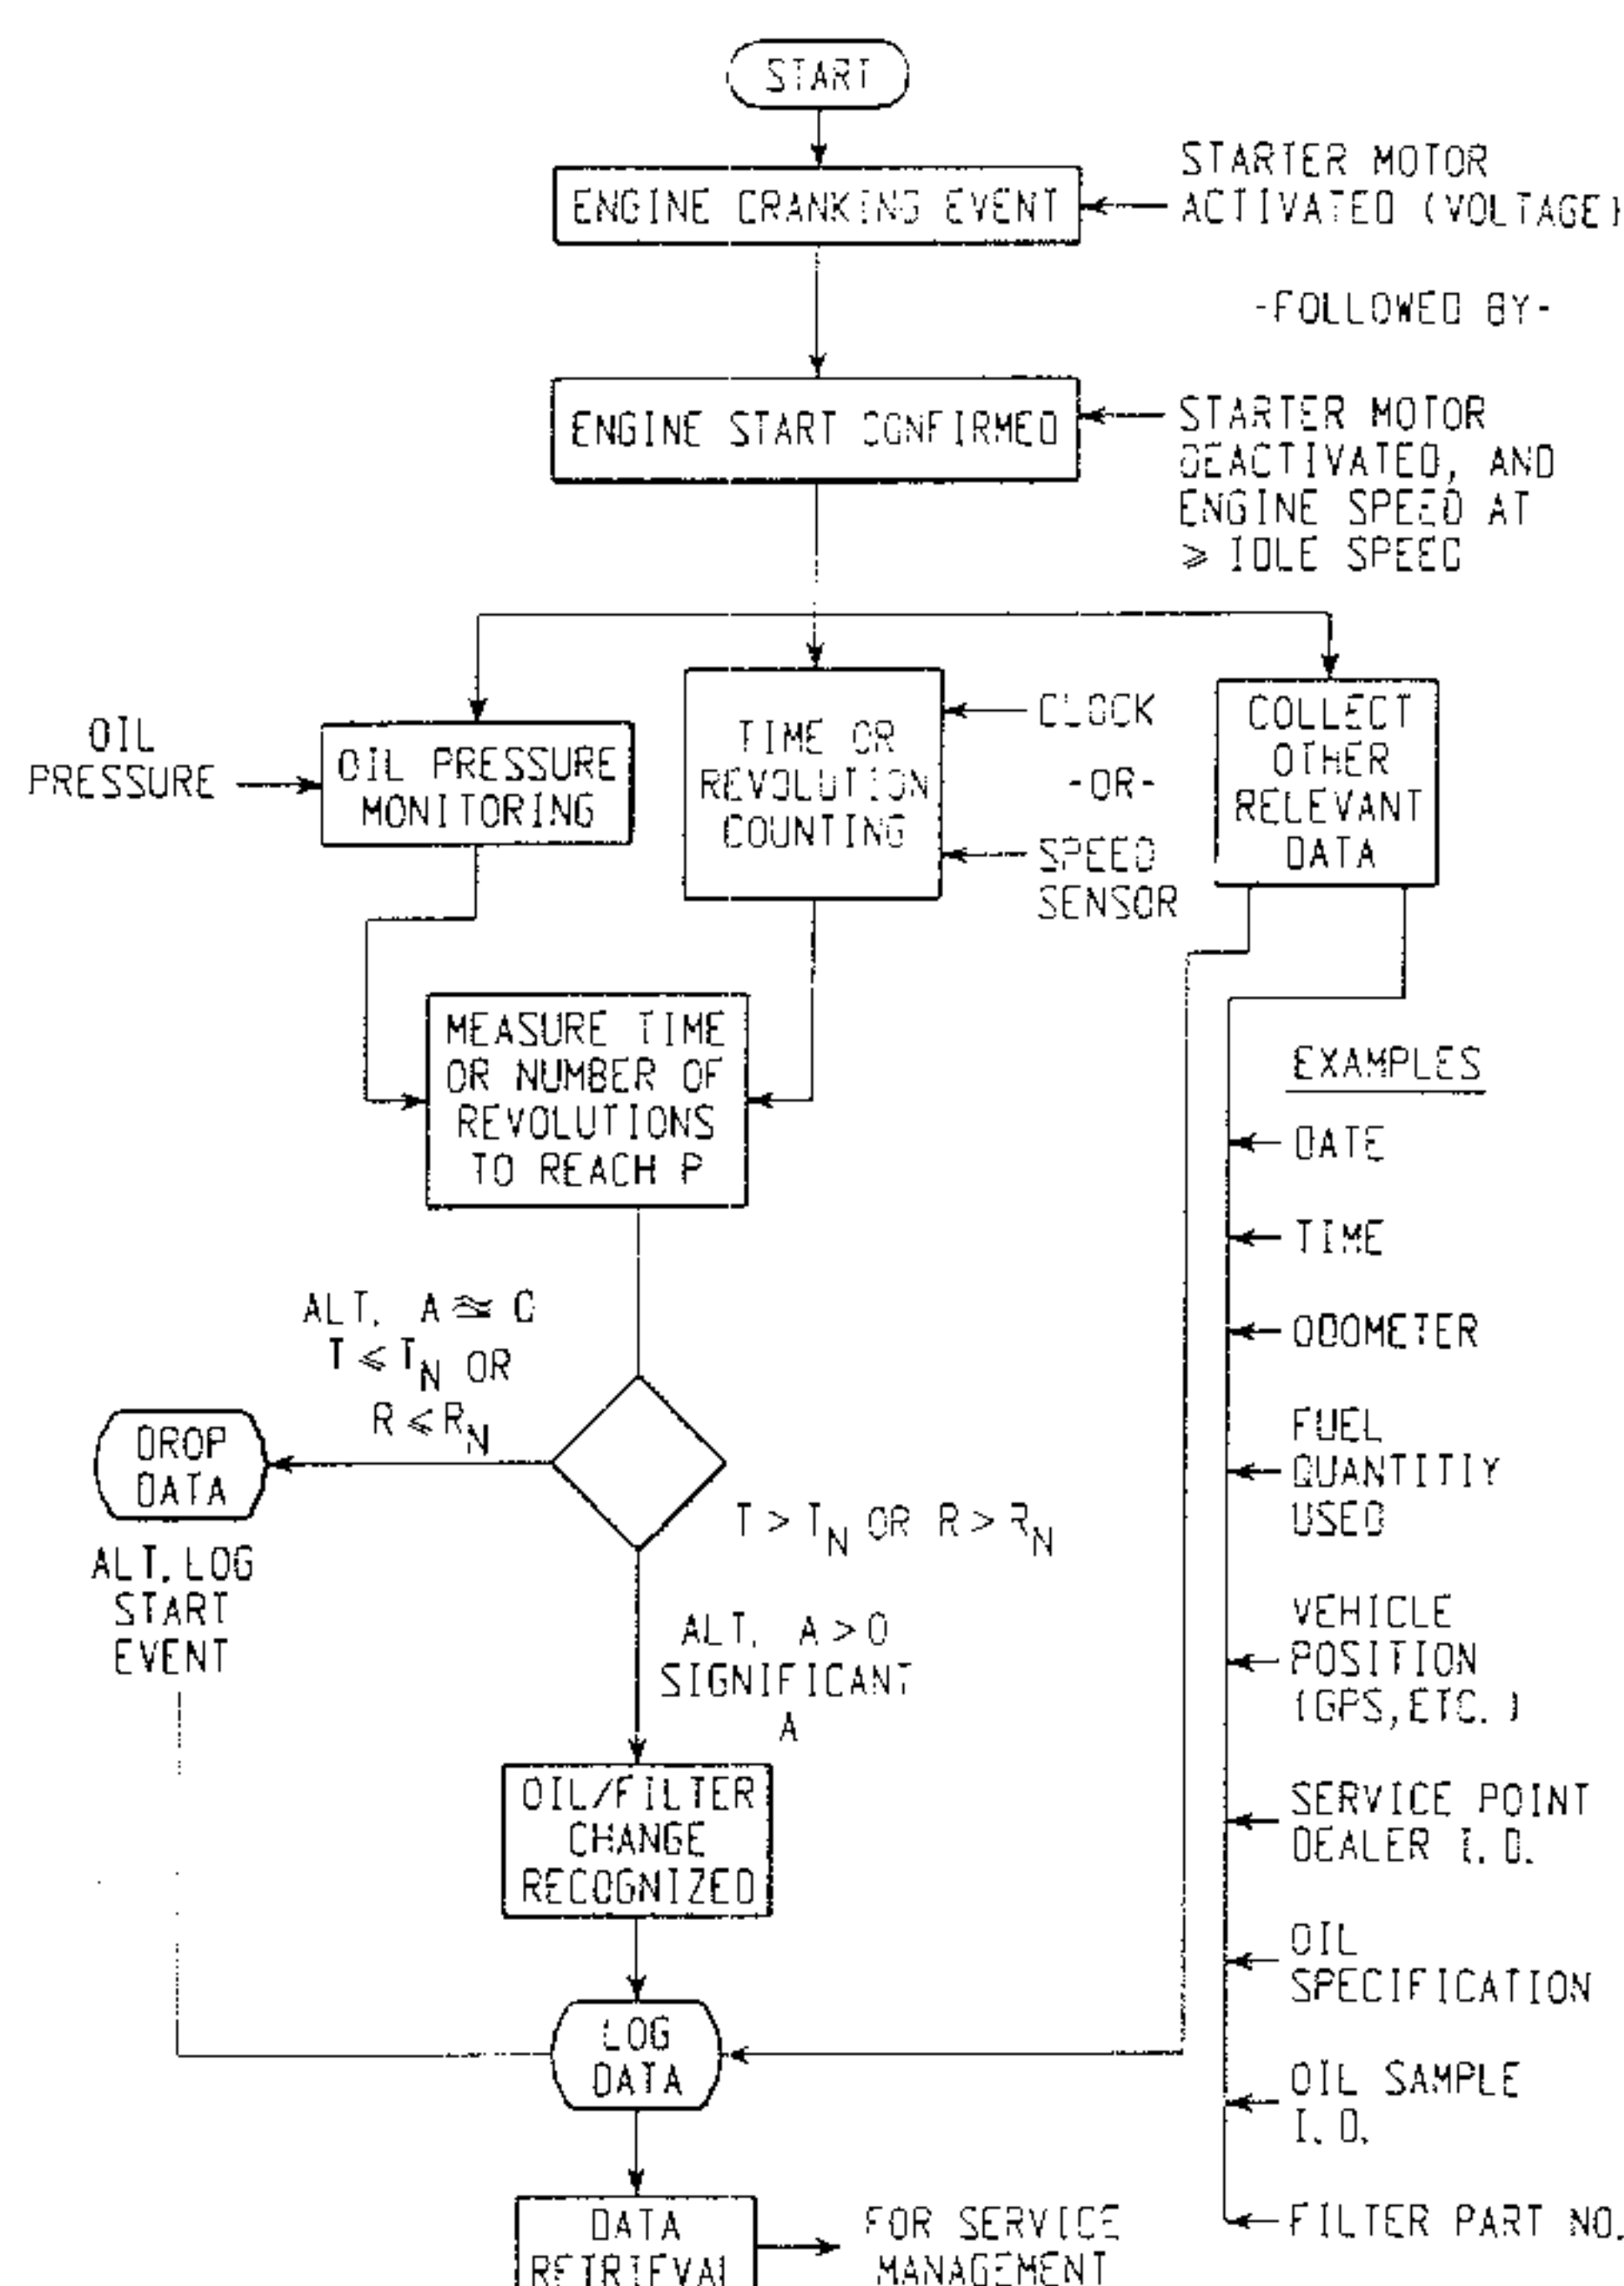 START
ENGINE CRANKING EVENT
STARTER MOTOR
ACTIVATED (VOLTAGE)
-FOLLOWED BY-
ENGINE START CONFIRMED
STARTER MOTOR
DEACTIVATED, AND
ENGINE SPEED AT
⩾ IDLE SPEED
OIL
PRESSURE
OIL PRESSURE
MONITORING
TIME OR
REVOLUTION
COUNTING
CLOCK
-OR-
SPEED
SENSOR
COLLECT
OTHER
RELEVANT
DATA
MEASURE TIME
OR NUMBER OF
REVOLUTIONS
TO REACH P
EXAMPLES
DATE
TIME
ODOMETER
FUEL
QUANTITIY
USED
VEHICLE
POSITION
(GPS,ETC.)
SERVICE POINT
DEALER I.D.
OIL
SPECIFICATION
OIL SAMPLE
I.D.
FILTER PART NO.
ALT. A ≅ 0
T ⩽ TN OR
R ⩽ RN
DROP
DATA
ALT. LOG
START
EVENT
T > TN OR R > RN
ALT. A > 0
SIGNIFICANT
A
OIL/FILTER
CHANGE
RECOGNIZED
LOG
DATA
DATA
RETRIEVAL
FOR SERVICE
MANAGEMENT